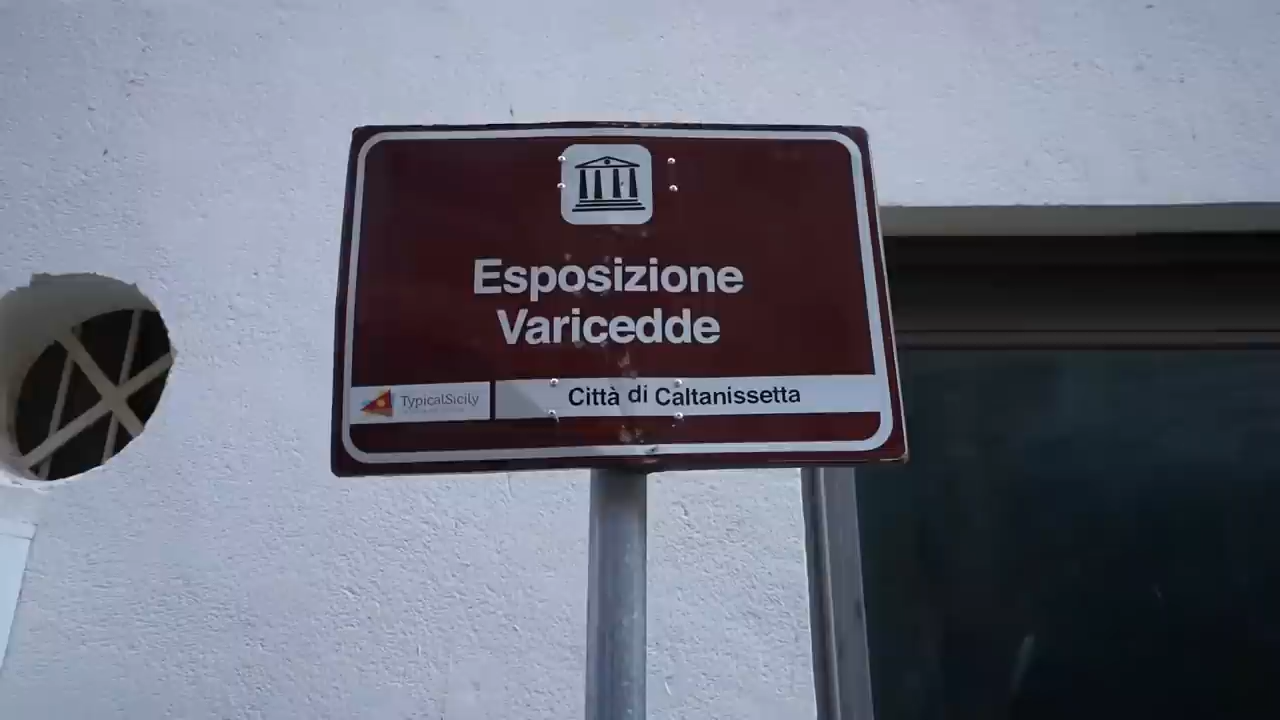 Esposizione
Varicedde
TypicalSicily
Città di Caltanissetta